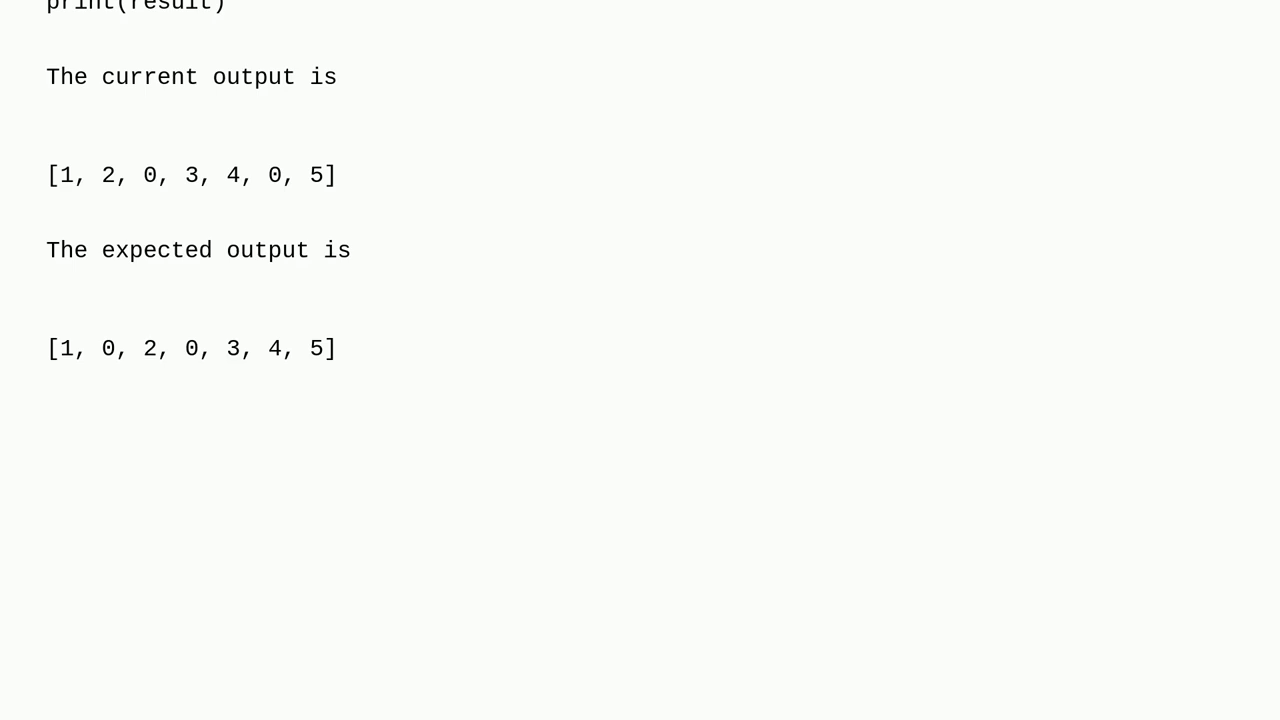 print(result)
The current output is
[1, 2, 0, 3, 4, 0, 5]
The expected output is
[1, 0, 2, 0, 3, 4, 5]